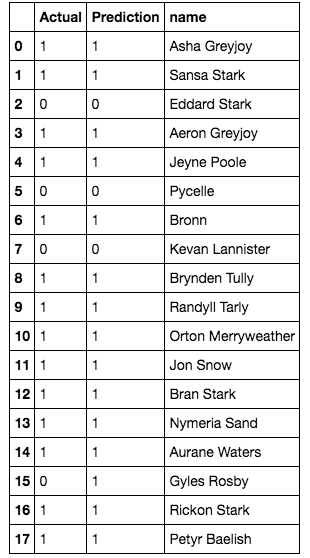 Actual Prediction name
0 1 1 Asha Greyjoy
1 1 1 Sansa Stark
2 0 0 Eddard Stark
3 1 1 Aeron Greyjoy
4 1 1 Jeyne Poole
5 0 0 Pycelle
6 1 1 Bronn
7 0 0 Kevan Lannister
8 1 1 Brynden Tully
9 1 1 Randyll Tarly
10 1 1 Orton Merryweather
11 1 1 Jon Snow
12 1 1 Bran Stark
13 1 1 Nymeria Sand
14 1 1 Aurane Waters
15 0 1 Gyles Rosby
16 1 1 Rickon Stark
17 1 1 Petyr Baelish